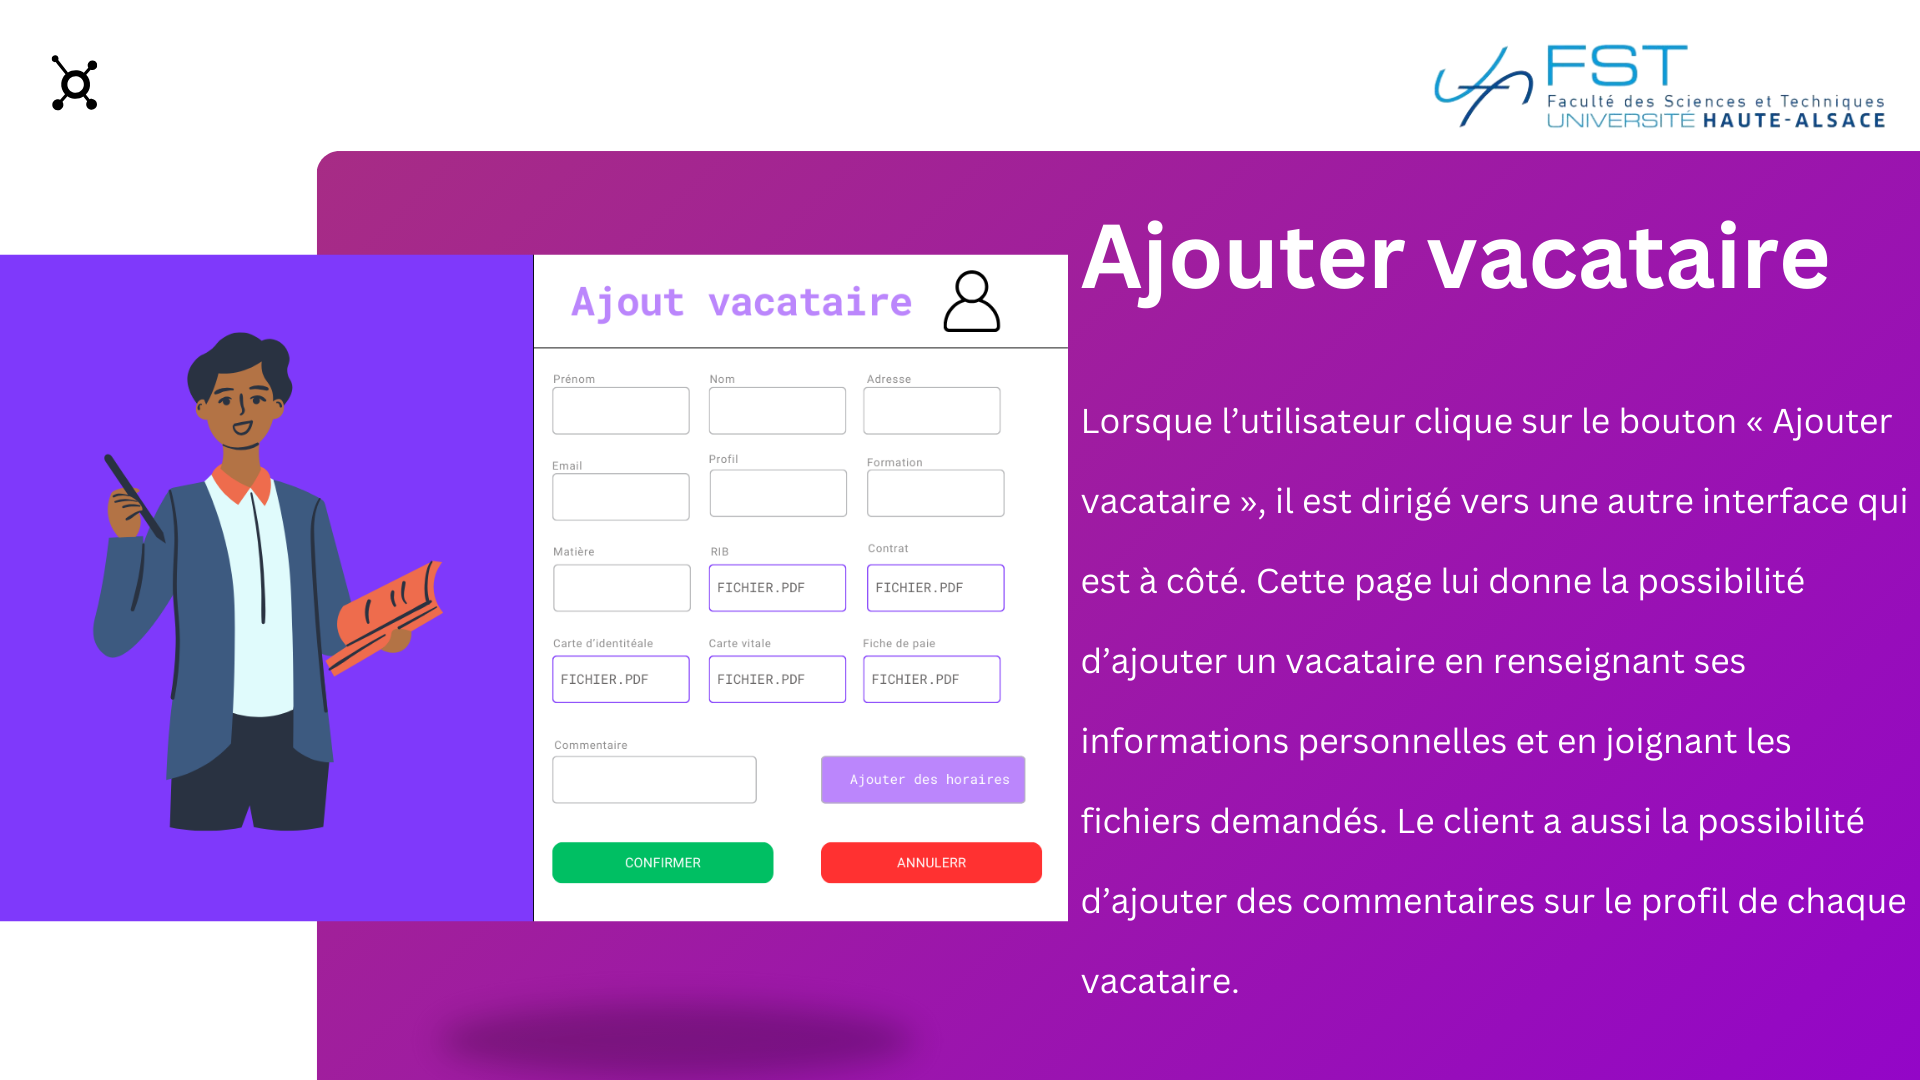 FST
Faculté des Sciences et Techniques
UNIVERSITÉ HAUTE-ALSACE
Ajout vacataire
Prénom
Nom
Adresse
Email
Profil
Formation
Matière
RIB
Contrat
FICHIER.PDF
FICHIER.PDF
Carte d'identitéale
Carte vitale
Fiche de paie
FICHIER.PDF
FICHIER.PDF
FICHIER.PDF
Commentaire
Ajouter des horaires
CONFIRMER
ANNULERR
Ajouter vacataire
Lorsque l’utilisateur clique sur le bouton « Ajouter
vacataire », il est dirigé vers une autre interface qui
est à côté. Cette page lui donne la possibilité
d’ajouter un vacataire en renseignant ses
informations personnelles et en joignant les
fichiers demandés. Le client a aussi la possibilité
d’ajouter des commentaires sur le profil de chaque
vacataire.